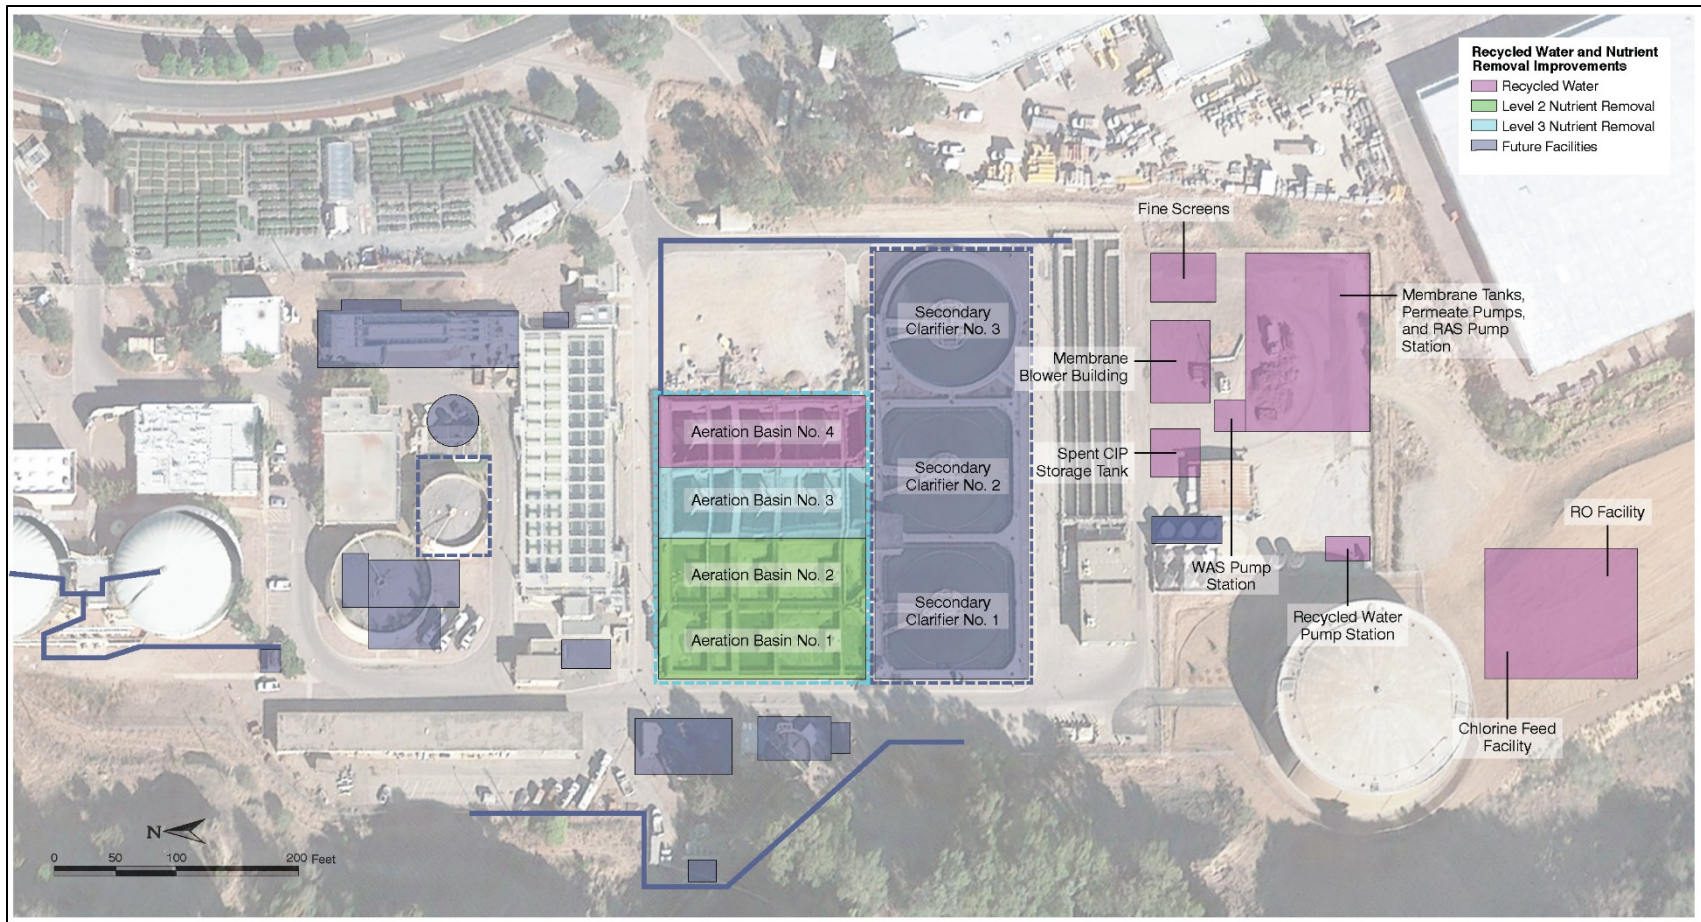 Recycled Water and Nutrient
Removal Improvements
Recycled Water
Level 2 Nutrient Removal
Level 3 Nutrient Removal
Future Facilities
Fine Screens
Membrane Tanks,
Permeate Pumps,
and RAS Pump
Station
Secondary
Clarifier No. 3
Membrane
Blower Building
Aeration Basin No. 4
Spent CIP
Storage Tank
Secondary
Clarifier No. 2
Aeration Basin No. 3
RO Facility
Aeration Basin No. 2
WAS Pump
Station
Secondary
Clarifier No. 1
Recycled Water
Pump Station
Aeration Basin No. 1
Chlorine Feed
Facility
N
0 50 100 200 Feet